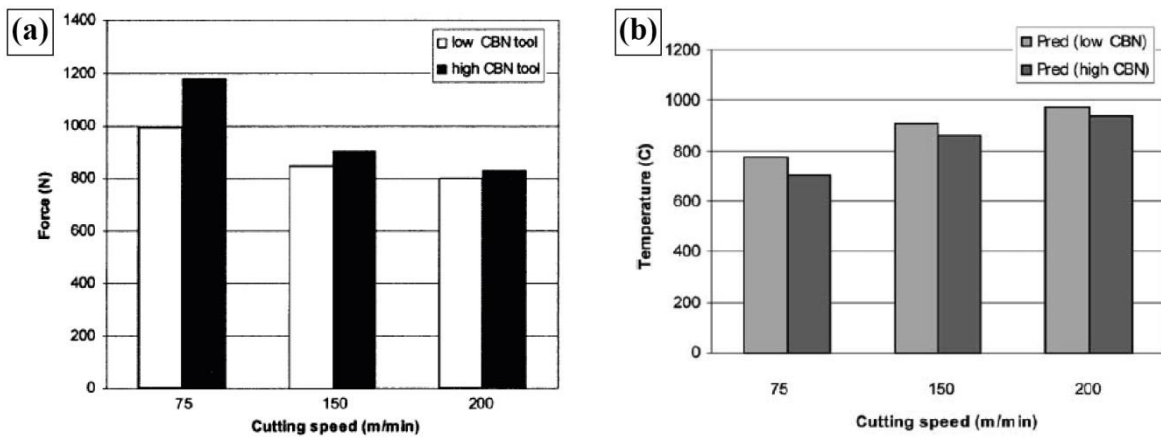 (a)
1400
1200
1000
800
600
400
200
0
Force (N)
low CBN tool
high CBN tool
75 150 200
Cutting speed (m/min)
(b)
1200
1000
800
600
400
200
0
Temperature (C)
Pred (low CBN)
Pred (high CBN)
75 150 200
Cutting speed (m/min)